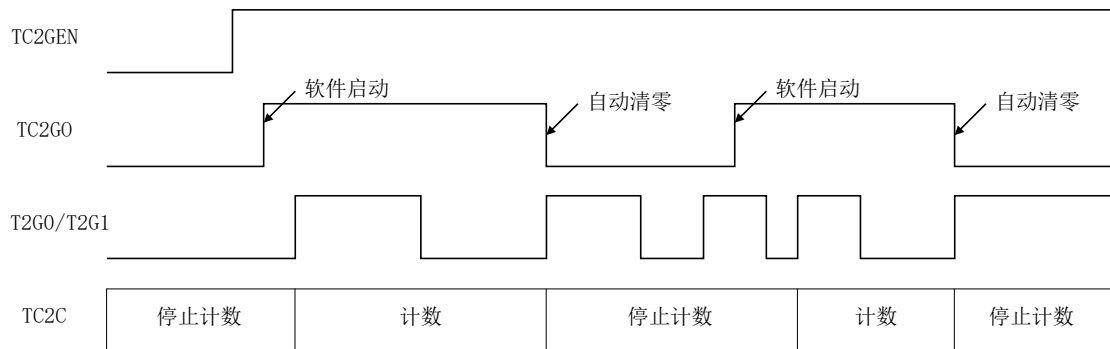 TC2GEN
软件启动
自动清零
软件启动
自动清零
TC2GO
T2G0/T2G1
TC2C
停止计数
计数
停止计数
计数
停止计数